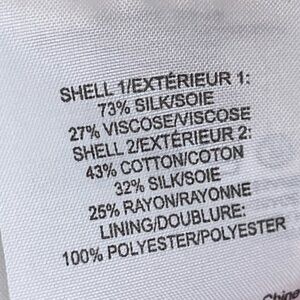 SHELL 1/EXTÉRIEUR 1:
73% SILK/SOIE
27% VISCOSE/VISCOSE
SHELL 2/EXTÉRIEUR 2:
43% COTTON/COTON
32% SILK/SOIE
25% RAYON/RAYONNE
LINING/DOUBLURE:
100% POLYESTER/POLYESTER